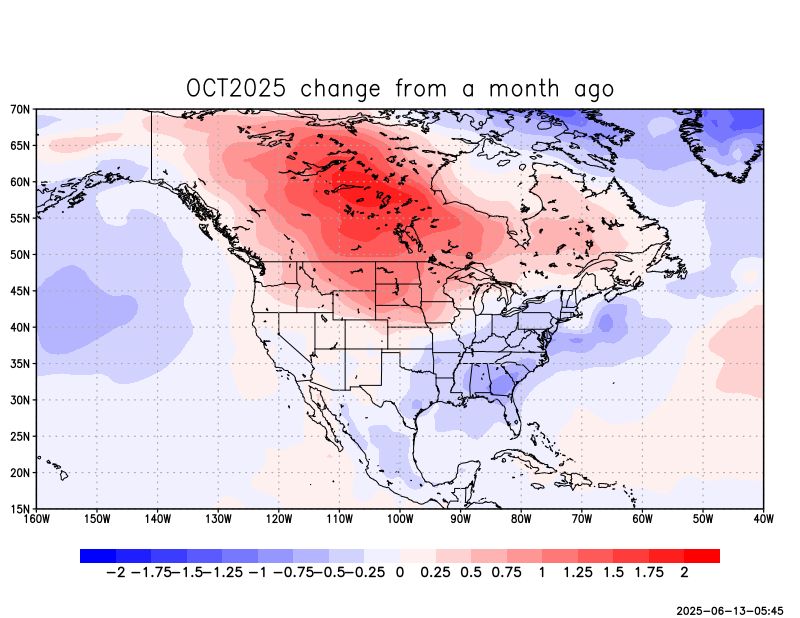 OCT2025 change from a month ago
70N
65N
60N
55N
50N
45N
40N
35N
30N
25N
20N
15N
160W 150W 140W 130W 120W 110W 100W 90W 80W 70W 60W 50W 40W
−2 −1.75 −1.5 −1.25 −1 −0.75 −0.5 −0.25 0 0.25 0.5 0.75 1 1.25 1.5 1.75 2
2025−06−13−05:45